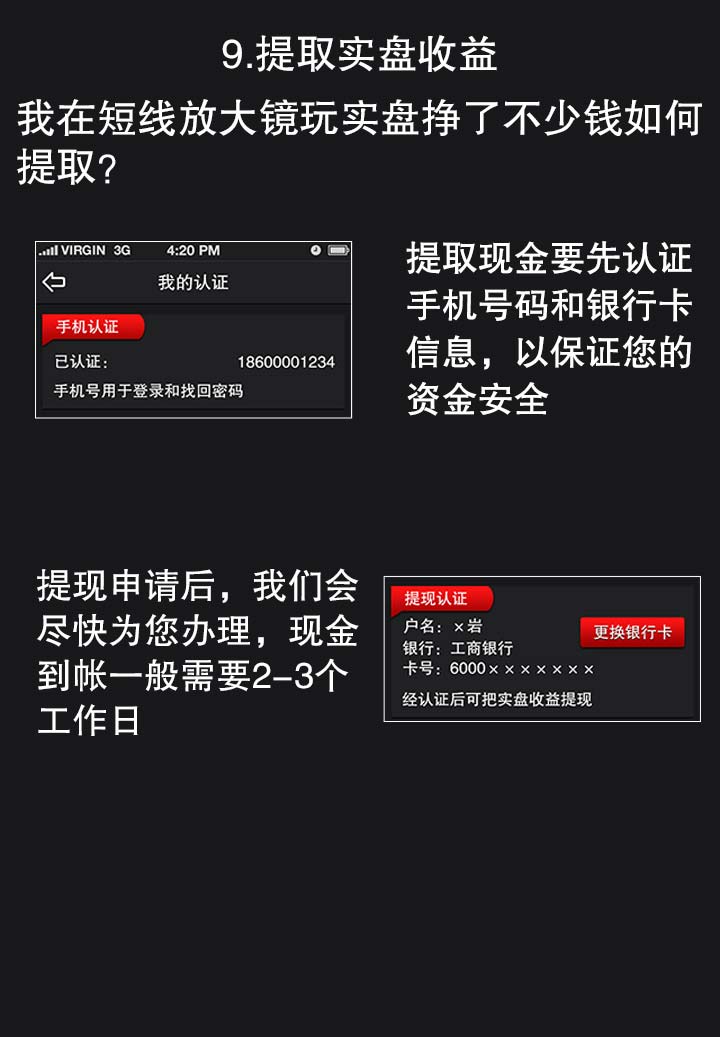 9.提取实盘收益
我在短线放大镜玩实盘挣了不少钱如何
提取?
VIRGIN 3G 4:20 PM
我的认证
手机认证
已认证: 18600001234
手机号用于登录和找回密码
提取现金要先认证
手机号码和银行卡
信息，以保证您的
资金安全
提现申请后，我们会
尽快为您办理，现金
到帐一般需要2-3个
工作日
提现认证
户名: ×岩
更换银行卡
银行: 工商银行
卡号: 6000×××××××
经认证后可把实盘收益提现